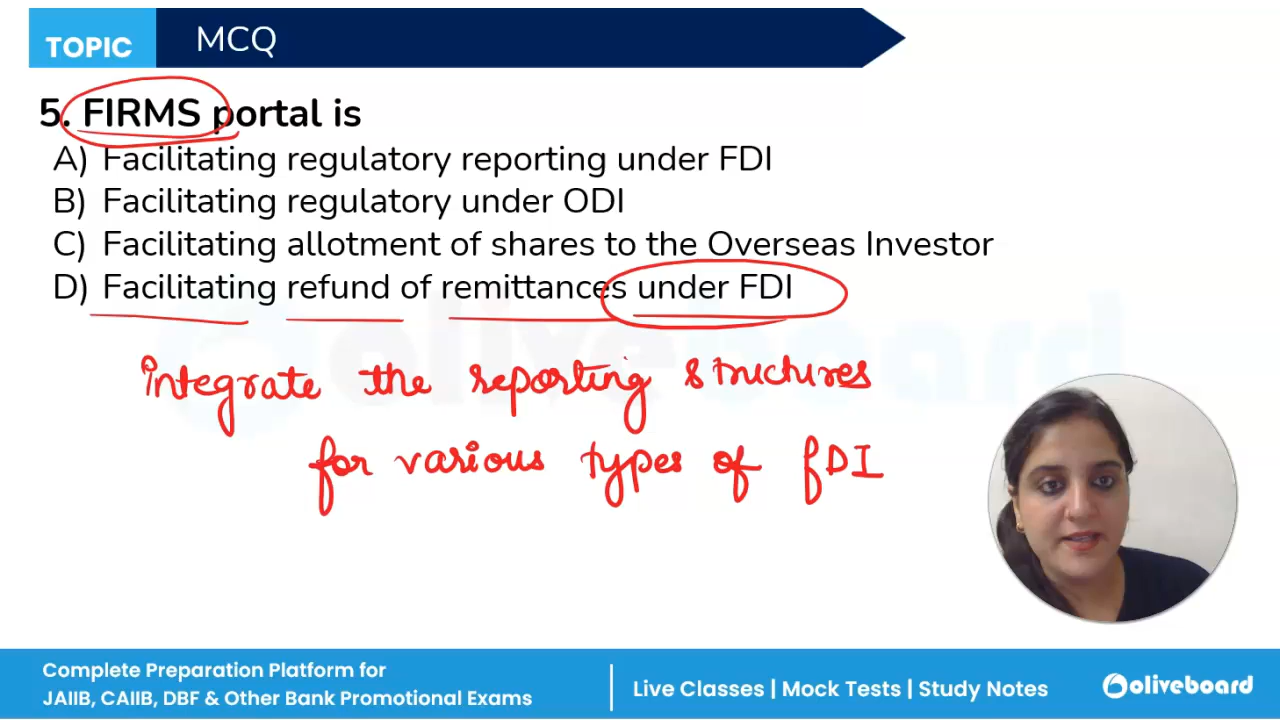 TOPIC MCQ
5. FIRMS portal is
A) Facilitating regulatory reporting under FDI
B) Facilitating regulatory under ODI
C) Facilitating allotment of shares to the Overseas Investor
D) Facilitating refund of remittances under FDI
oliveboard
integrate the reporting structures
for various types of fDI
Complete Preparation Platform for
JAIIB, CAIIB, DBF & Other Bank Promotional Exams
Live Classes | Mock Tests | Study Notes
oliveboard